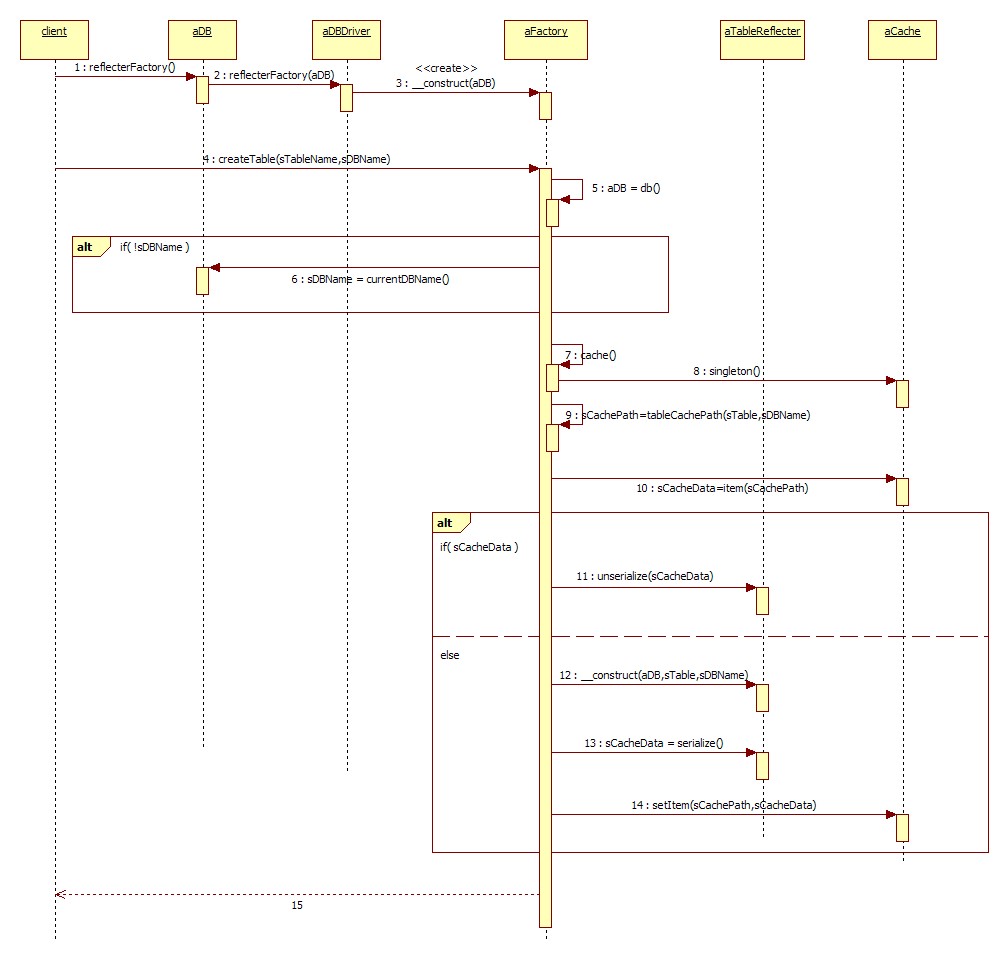 client
aDB
aDBDriver
aFactory
aTableReflecter
aCache
1 : reflecterFactory()
2 : reflecterFactory(aDB)
<<create>>
3 : __construct(aDB)
4 : createTable(sTableName,sDBName)
5 : aDB = db()
alt
if( !sDBName )
6 : sDBName = currentDBName()
7 : cache()
8 : singleton()
9 : sCachePath=tableCachePath(sTable,sDBName)
10 : sCacheData=item(sCachePath)
alt
if( sCacheData )
11 : unserialize(sCacheData)
else
12 : __construct(aDB,sTable,sDBName)
13 : sCacheData = serialize()
14 : setItem(sCachePath,sCacheData)
15